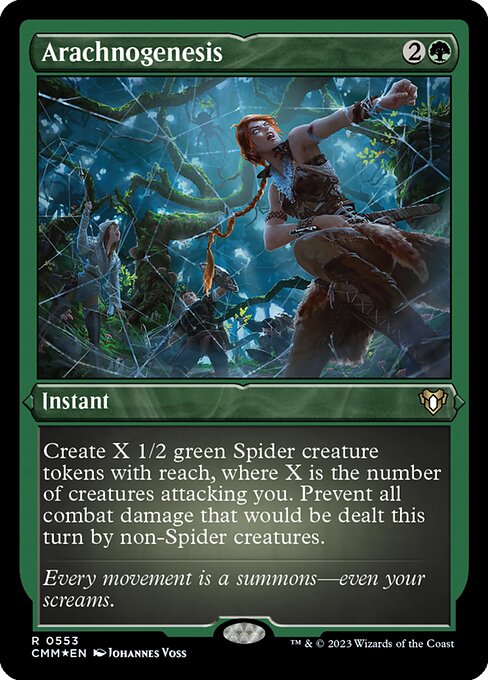 Arachnogenesis 2
Instant
Create X 1/2 green Spider creature
tokens with reach, where X is the number
of creatures attacking you. Prevent all
combat damage that would be dealt this
turn by non-Spider creatures.
Every movement is a summons—even your
screams.
R 0553
CMM★EN Johannes Voss
™ & © 2023 Wizards of the Coast